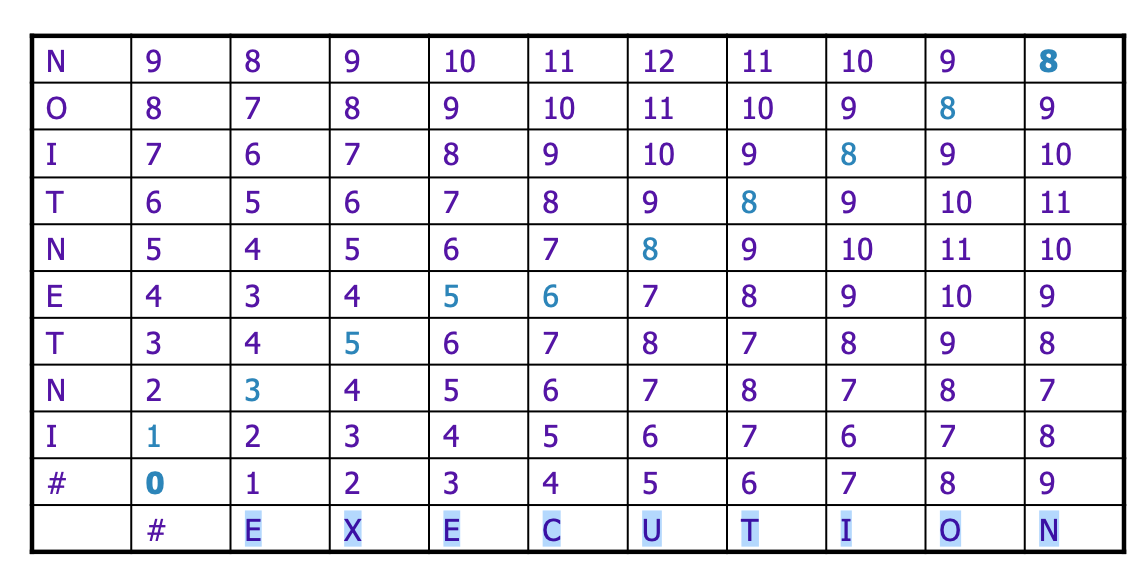 N 9 8 9 10 11 12 11 10 9 8
O 8 7 8 9 10 11 10 9 8 9
I 7 6 7 8 9 10 9 8 9 10
T 6 5 6 7 8 9 8 9 10 11
N 5 4 5 6 7 8 9 10 11 10
E 4 3 4 5 6 7 8 9 10 9
T 3 4 5 6 7 8 7 8 9 8
N 2 3 4 5 6 7 8 7 8 7
I 1 2 3 4 5 6 7 6 7 8
# 0 1 2 3 4 5 6 7 8 9
# E X E C U T I O N